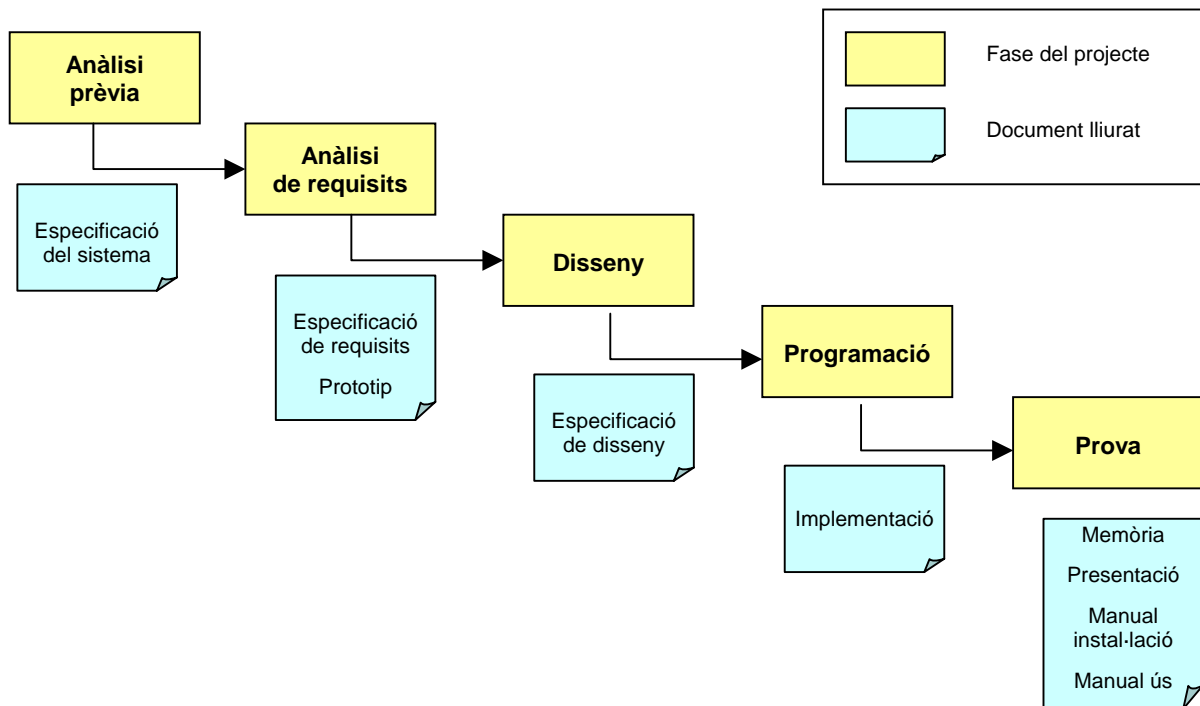 Fase del projecte
Document lliurat
Anàlisi
prèvia
Especificació
del sistema
Anàlisi
de requisits
Especificació
de requisits
Prototip
Disseny
Especificació
de disseny
Programació
Implementació
Prova
Memòria
Presentació
Manual
instal·lació
Manual ús